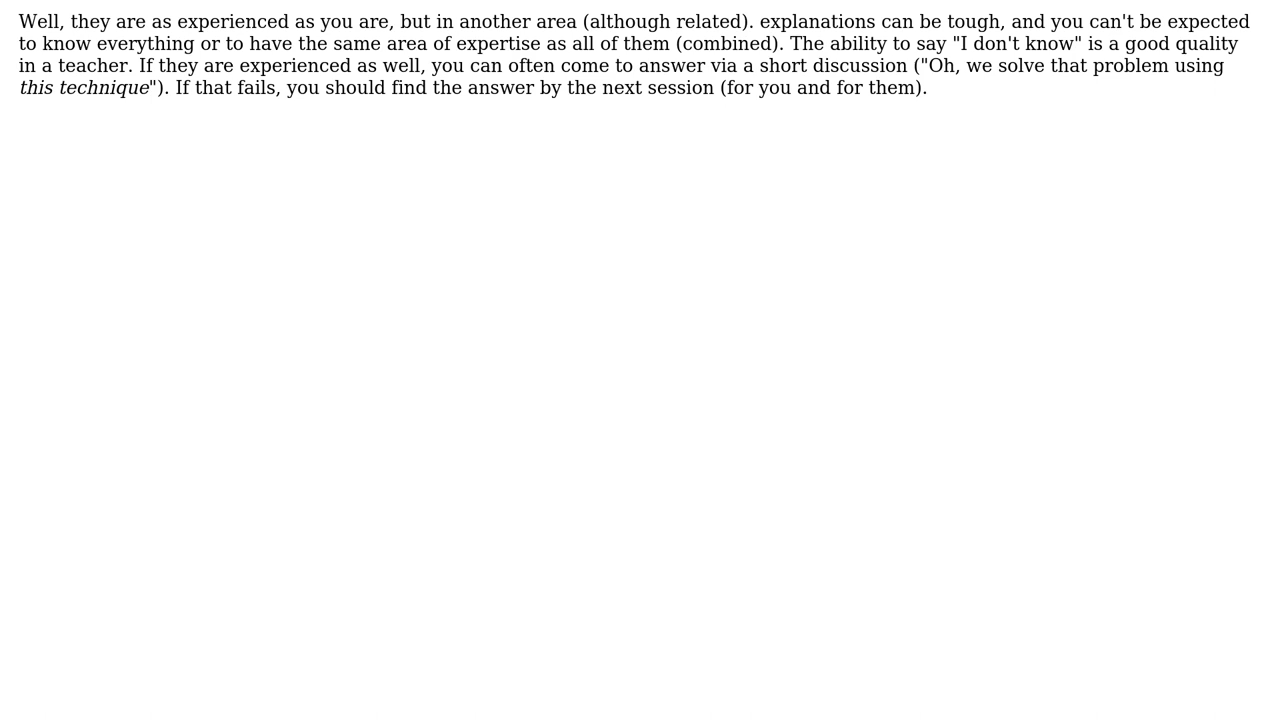 Well, they are as experienced as you are, but in another area (although related). explanations can be tough, and you can't be expected
to know everything or to have the same area of expertise as all of them (combined). The ability to say "I don't know" is a good quality
in a teacher. If they are experienced as well, you can often come to answer via a short discussion ("Oh, we solve that problem using
this technique"). If that fails, you should find the answer by the next session (for you and for them).